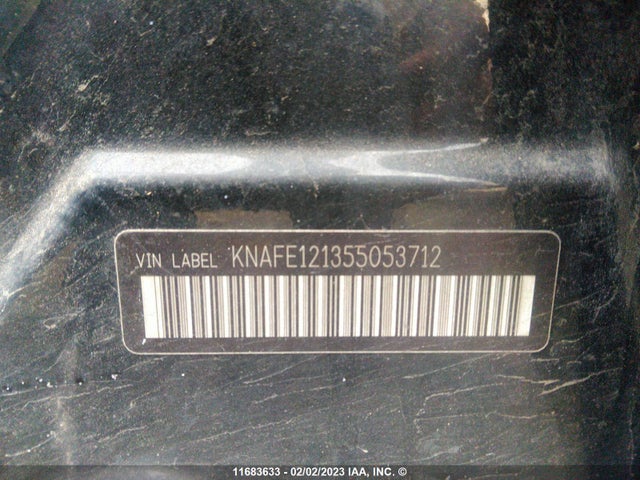 VIN LABEL KNAFE121355053712
11683633 - 02/02/2023 IAA, INC. ©